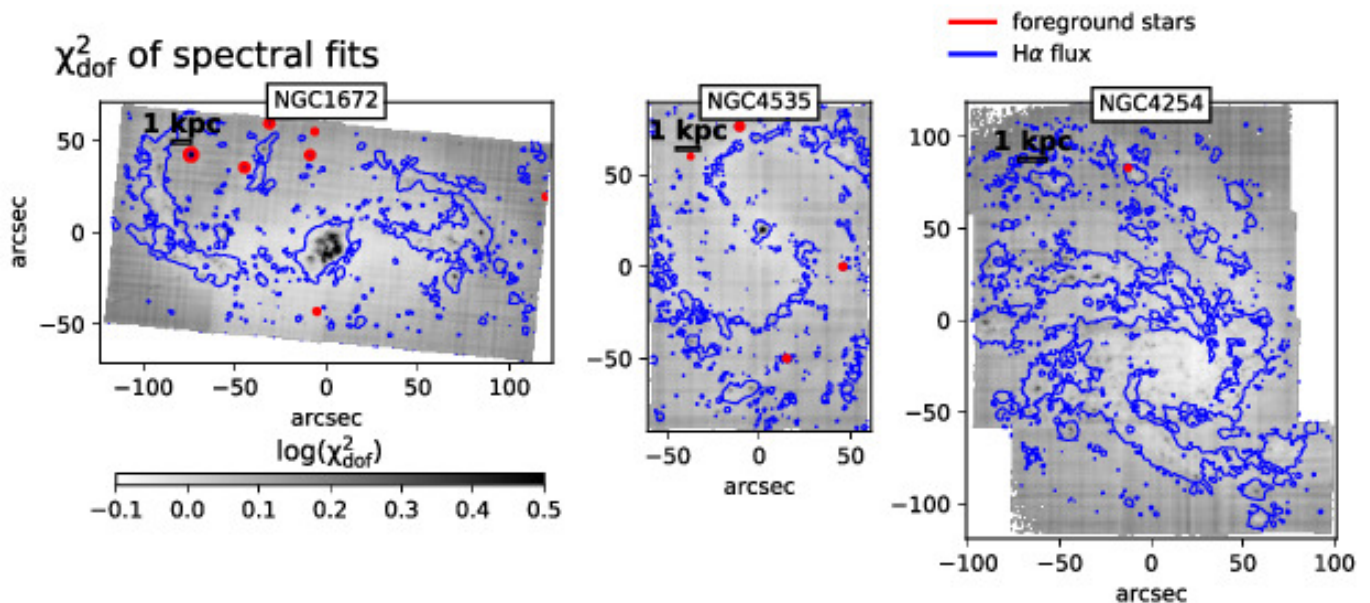 χ²dof of spectral fits
foreground stars
Hα flux
NGC1672
1 kpc
50
0
−50
arcsec
−100
−50
0
50
100
arcsec
log(χ²dof)
−0.1
0.0
0.1
0.2
0.3
0.4
0.5
NGC4535
1 kpc
50
0
−50
−50
0
50
arcsec
NGC4254
1 kpc
100
50
0
−50
−100
−100
−50
0
50
100
arcsec